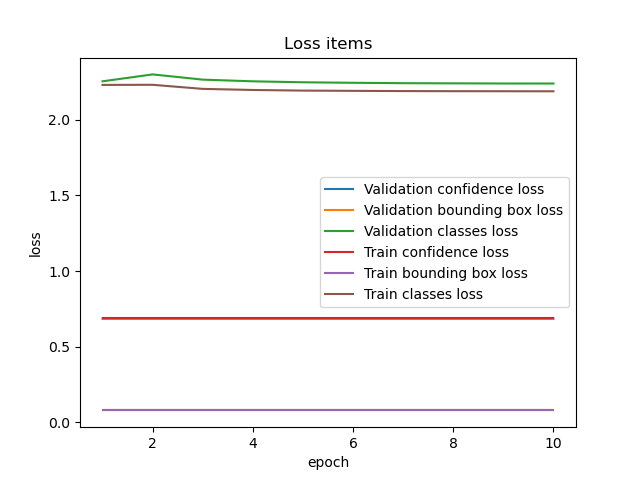 Loss items
2.0
1.5
1.0
0.5
0.0
loss
Validation confidence loss
Validation bounding box loss
Validation classes loss
Train confidence loss
Train bounding box loss
Train classes loss
2 4 6 8 10
epoch